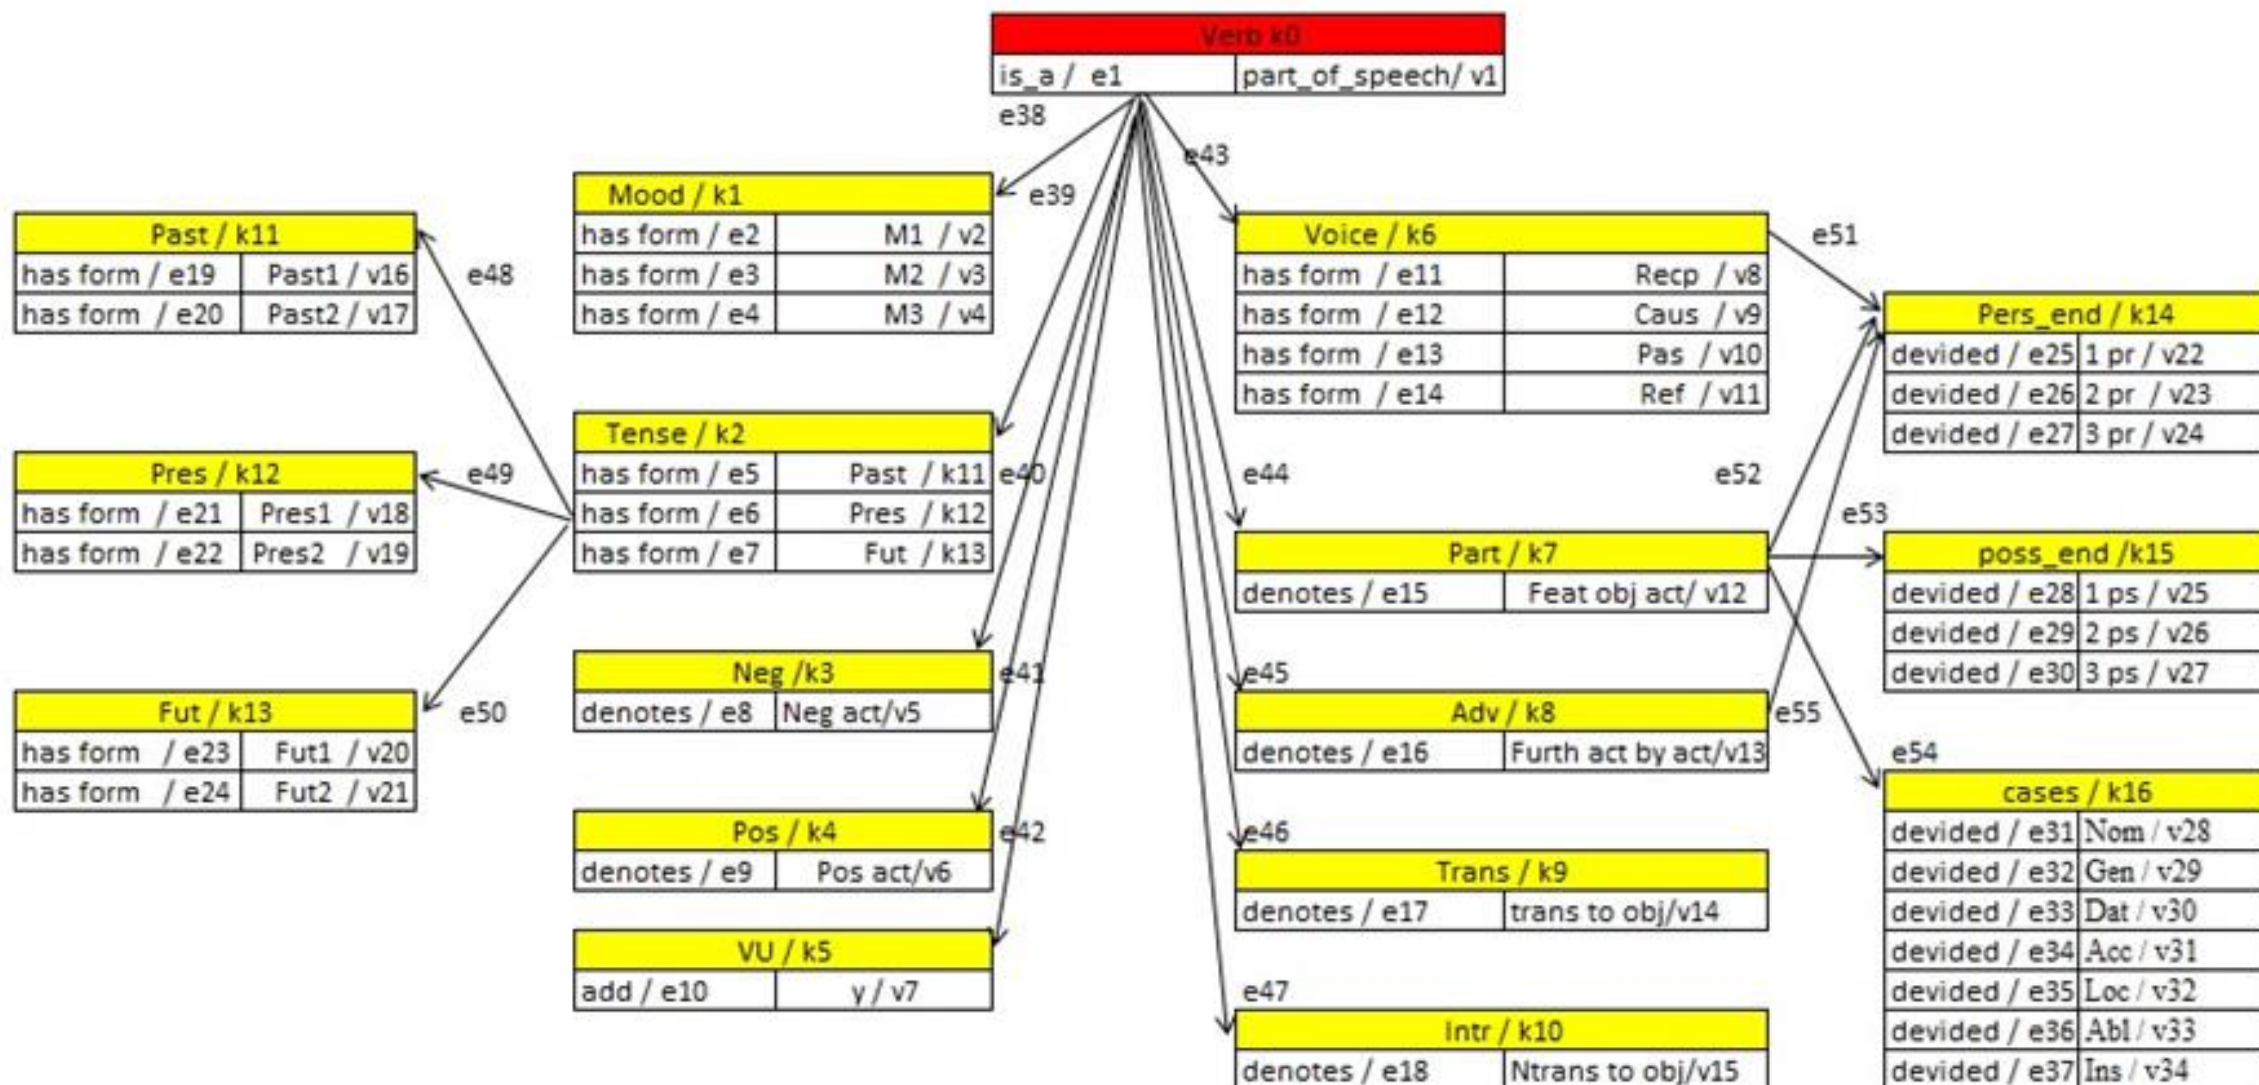 Verb k0
is_a / e1 part_of_speech/ v1
e38
e39
e43
Mood / k1
has form / e2 M1 / v2
has form / e3 M2 / v3
has form / e4 M3 / v4
Past / k11
has form / e19 Past1 / v16
has form / e20 Past2 / v17
e48
Tense / k2
has form / e5 Past / k11
has form / e6 Pres / k12
has form / e7 Fut / k13
e40
Pres / k12
has form / e21 Pres1 / v18
has form / e22 Pres2 / v19
e49
Fut / k13
has form / e23 Fut1 / v20
has form / e24 Fut2 / v21
e50
Neg /k3
denotes / e8 Neg act/v5
e41
Pos / k4
denotes / e9 Pos act/v6
e42
VU / k5
add / e10 y / v7
Voice / k6
has form / e11 Recp / v8
has form / e12 Caus / v9
has form / e13 Pas / v10
has form / e14 Ref / v11
e51
e44
e52
e53
Part / k7
denotes / e15 Feat obj act/ v12
e45
Adv / k8
denotes / e16 Furth act by act/v13
e55
e54
e46
Trans / k9
denotes / e17 trans to obj/v14
e47
Intr / k10
denotes / e18 Ntrans to obj/v15
Pers_end / k14
devided / e25 1 pr / v22
devided / e26 2 pr / v23
devided / e27 3 pr / v24
poss_end /k15
devided / e28 1 ps / v25
devided / e29 2 ps / v26
devided / e30 3 ps / v27
cases / k16
devided / e31 Nom / v28
devided / e32 Gen / v29
devided / e33 Dat / v30
devided / e34 Acc / v31
devided / e35 Loc / v32
devided / e36 Abl / v33
devided / e37 Ins / v34